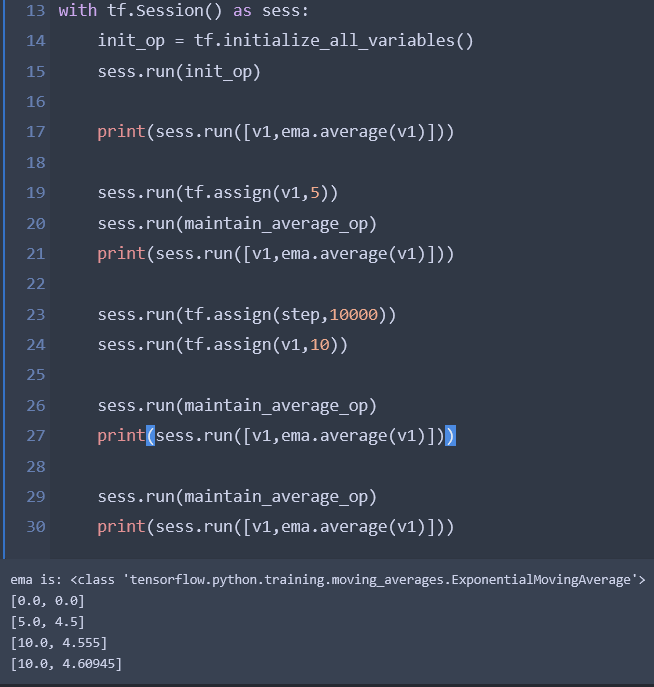 13 with tf.Session() as sess:
14     init_op = tf.initialize_all_variables()
15     sess.run(init_op)
16
17     print(sess.run([v1,ema.average(v1)]))
18
19     sess.run(tf.assign(v1,5))
20     sess.run(maintain_average_op)
21     print(sess.run([v1,ema.average(v1)]))
22
23     sess.run(tf.assign(step,10000))
24     sess.run(tf.assign(v1,10))
25
26     sess.run(maintain_average_op)
27     print(sess.run([v1,ema.average(v1)]))
28
29     sess.run(maintain_average_op)
30     print(sess.run([v1,ema.average(v1)]))
ema is: <class 'tensorflow.python.training.moving_averages.ExponentialMovingAverage'>
[0.0, 0.0]
[5.0, 4.5]
[10.0, 4.555]
[10.0, 4.60945]